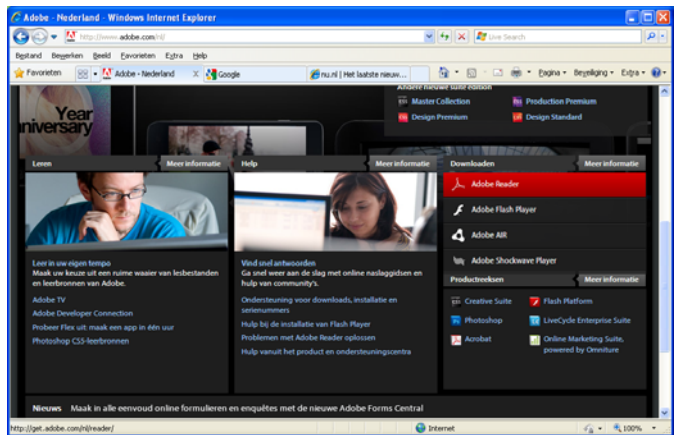 Adobe - Nederland - Windows Internet Explorer
http://www.adobe.com/nl/
Live Search
Bestand Bewerken Beeld Favorieten Extra Help
Favorieten
Adobe - Nederland
Google
nu.nl | Het laatste nieuw...
Pagina
Beveiliging
Extra
Year
niversary
Andere nieuwe suite edition
Master Collection
Production Premium
Design Premium
Design Standard
Leren
Meer informatie
Help
Meer informatie
Downloaden
Meer informatie
Adobe Reader
Adobe Flash Player
Adobe AIR
Adobe Shockwave Player
Leer in uw eigen tempo
Maak uw keuze uit een ruime waaier van lesbestanden
en leerbronnen van Adobe.
Adobe TV
Adobe Developer Connection
Probeer Flex uit: maak een app in één uur
Photoshop CS5-leerbronnen
Vind snel antwoorden
Ga snel weer aan de slag met online naslaggidsen en
hulp van community's.
Ondersteuning voor downloads, installatie en
serienummers
Hulp bij de installatie van Flash Player
Problemen met Adobe Reader oplossen
Hulp vanuit het product en ondersteuningscentra
Productreeksen
Meer informatie
Creative Suite
Flash Platform
Photoshop
LiveCycle Enterprise Suite
Acrobat
Online Marketing Suite,
powered by Omniture
Nieuws Maak in alle eenvoud online formulieren en enquêtes met de nieuwe Adobe Forms Central
http://get.adobe.com/nl/reader/
Internet
100%